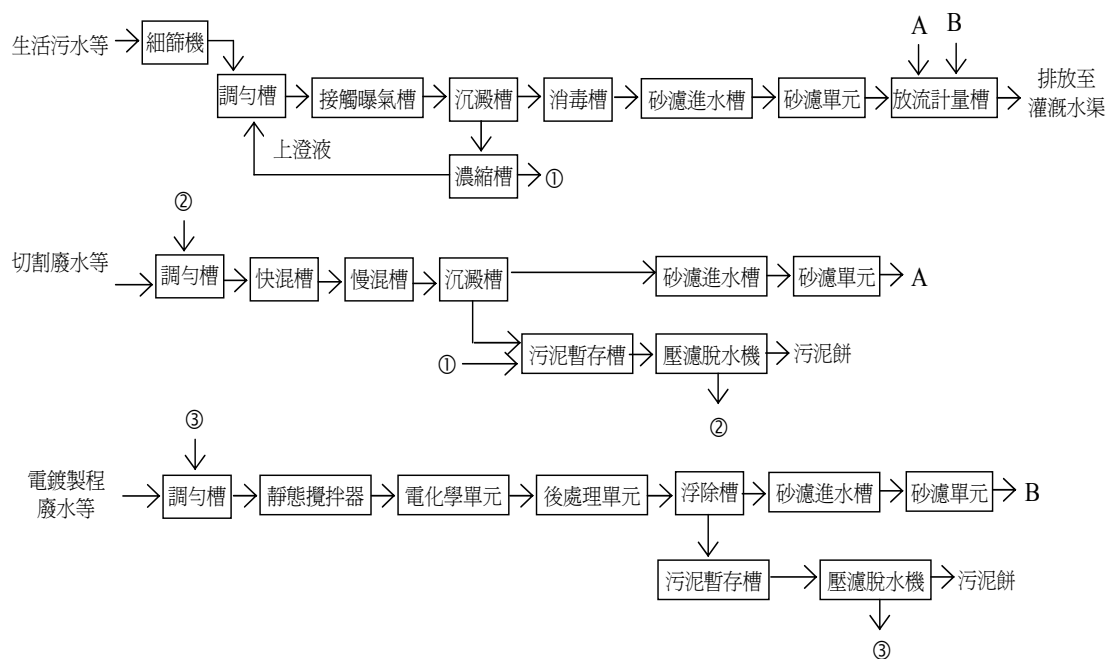 生活污水等
細篩機
調勻槽
接觸曝氣槽
沉澱槽
消毒槽
砂濾進水槽
砂濾單元
A
B
放流計量槽
排放至
灌溉水渠
上澄液
濃縮槽
①
②
切割廢水等
調勻槽
快混槽
慢混槽
沉澱槽
砂濾進水槽
砂濾單元
A
①
污泥暫存槽
壓濾脫水機
污泥餅
②
③
電鍍製程
廢水等
調勻槽
靜態攪拌器
電化學單元
後處理單元
浮除槽
砂濾進水槽
砂濾單元
B
污泥暫存槽
壓濾脫水機
污泥餅
③